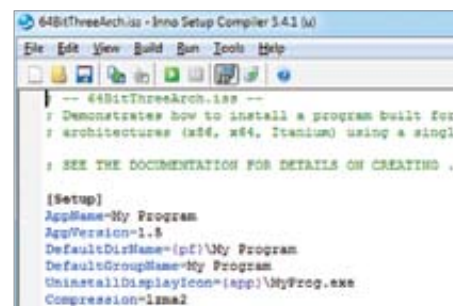 64BitThreeArch.iss - Inno Setup Compiler 5.4.1 (u)
File Edit View Build Run Tools Help
; -- 64BitThreeArch.iss --
; Demonstrates how to install a program built for
; architectures (x86, x64, Itanium) using a singl
; SEE THE DOCUMENTATION FOR DETAILS ON CREATING .
[Setup]
AppName=My Program
AppVersion=1.5
DefaultDirName={pf}\My Program
DefaultGroupName=My Program
UninstallDisplayIcon={app}\MyProg.exe
Compression=lzma2